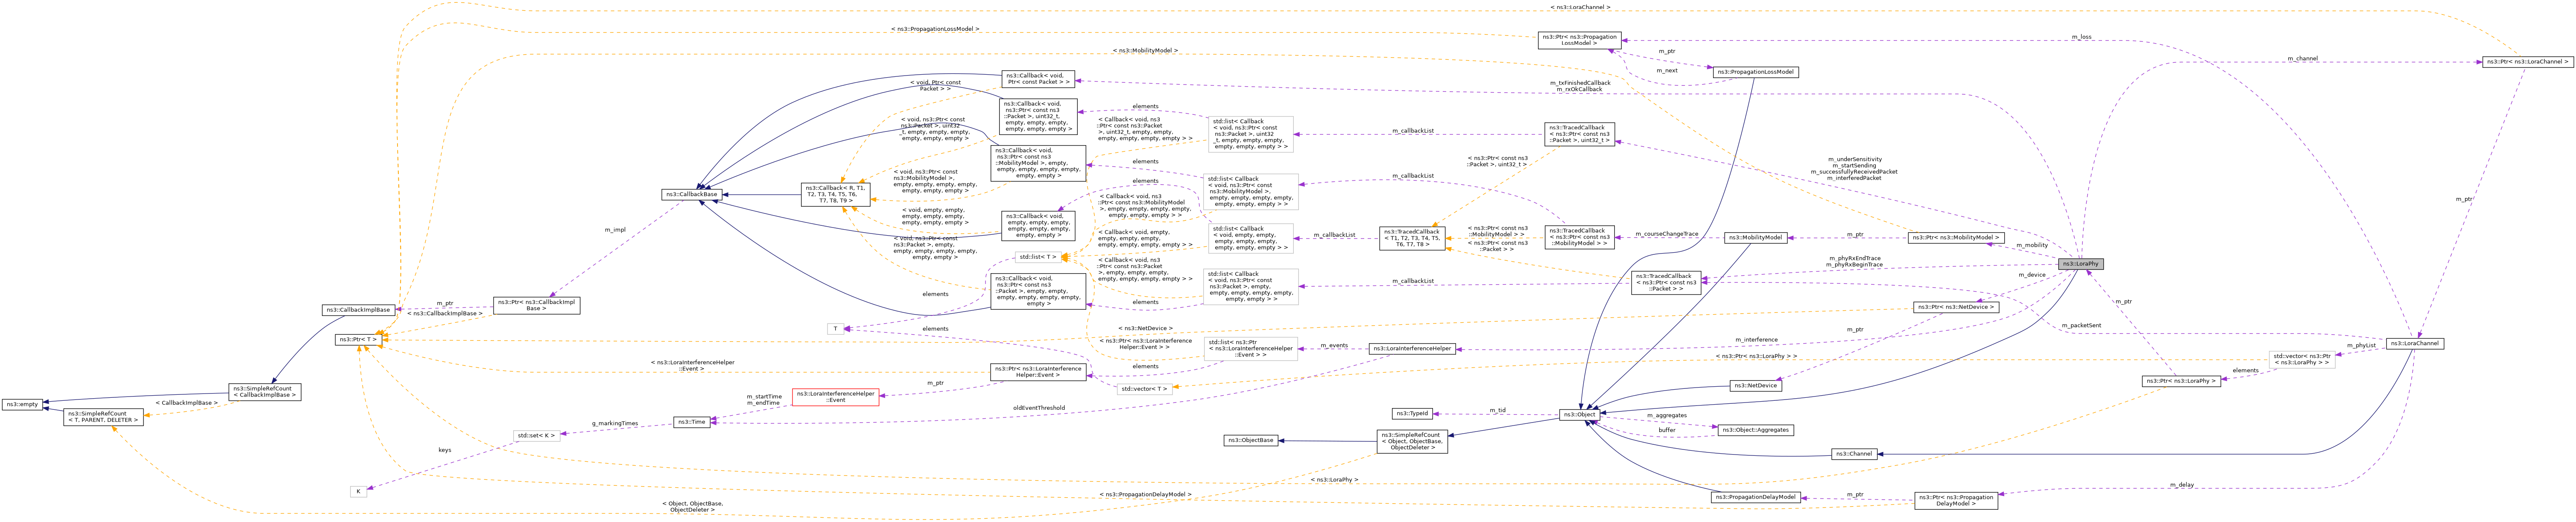 < ns3::LoraChannel >
< ns3::PropagationLossModel >
ns3::Ptr< ns3::Propagation
LossModel >
m_loss
< ns3::MobilityModel >
m_ptr
m_channel
ns3::Ptr< ns3::LoraChannel >
m_next
ns3::PropagationLossModel
ns3::Callback< void,
Ptr< const Packet > >
< void, Ptr< const
Packet > >
m_txFinishedCallback
m_rxOkCallback
ns3::Callback< void,
ns3::Ptr< const ns3
::Packet >, uint32_t,
empty, empty, empty,
empty, empty, empty >
elements
std::list< Callback
< void, ns3::Ptr< const
ns3::Packet >, uint32
_t, empty, empty, empty,
empty, empty, empty > >
m_callbackList
ns3::TracedCallback
< ns3::Ptr< const ns3
::Packet >, uint32_t >
< void, ns3::Ptr< const
ns3::Packet >, uint32
_t, empty, empty, empty,
empty, empty, empty >
< Callback< void, ns3
::Ptr< const ns3::Packet
>, uint32_t, empty, empty,
empty, empty, empty, empty > >
ns3::Callback< void,
ns3::Ptr< const ns3
::MobilityModel >, empty,
empty, empty, empty, empty,
empty, empty >
elements
< ns3::Ptr< const ns3
::Packet >, uint32_t >
m_underSensitivity
m_startSending
m_successfullyReceivedPacket
m_interferedPacket
< void, ns3::Ptr< const
ns3::MobilityModel >,
empty, empty, empty, empty,
empty, empty, empty >
elements
std::list< Callback
< void, ns3::Ptr< const
ns3::MobilityModel >,
empty, empty, empty, empty,
empty, empty, empty > >
m_callbackList
ns3::CallbackBase
ns3::Callback< R, T1,
T2, T3, T4, T5, T6,
T7, T8, T9 >
< Callback< void, ns3
::Ptr< const ns3::MobilityModel
>, empty, empty, empty, empty,
empty, empty, empty > >
m_ptr
< void, empty, empty,
empty, empty, empty,
empty, empty, empty >
ns3::Callback< void,
empty, empty, empty,
empty, empty, empty,
empty, empty >
std::list< Callback
< void, empty, empty,
empty, empty, empty,
empty, empty, empty > >
m_callbackList
ns3::TracedCallback
< T1, T2, T3, T4, T5,
T6, T7, T8 >
< ns3::Ptr< const ns3
::MobilityModel > >
ns3::TracedCallback
< ns3::Ptr< const ns3
::MobilityModel > >
m_courseChangeTrace
ns3::MobilityModel
m_ptr
ns3::Ptr< ns3::MobilityModel >
m_mobility
m_impl
< void, ns3::Ptr< const
ns3::Packet >, empty,
empty, empty, empty, empty,
empty, empty >
std::list< T >
< Callback< void, empty,
empty, empty, empty,
empty, empty, empty, empty > >
< ns3::Ptr< const ns3
::Packet > >
m_phyRxEndTrace
m_phyRxBeginTrace
ns3::LoraPhy
ns3::Callback< void,
ns3::Ptr< const ns3
::Packet >, empty, empty,
empty, empty, empty, empty,
empty >
< Callback< void, ns3
::Ptr< const ns3::Packet
>, empty, empty, empty,
empty, empty, empty, empty > >
std::list< Callback
< void, ns3::Ptr< const
ns3::Packet >, empty,
empty, empty, empty, empty,
empty, empty > >
m_callbackList
ns3::TracedCallback
< ns3::Ptr< const ns3
::Packet > >
m_device
elements
elements
m_ptr
ns3::CallbackImplBase
m_ptr
ns3::Ptr< ns3::CallbackImpl
Base >
< ns3::CallbackImplBase >
ns3::Ptr< ns3::NetDevice >
T
elements
< ns3::NetDevice >
m_ptr
m_packetSent
ns3::Ptr< T >
< ns3::Ptr< ns3::LoraInterference
Helper::Event > >
std::list< ns3::Ptr
< ns3::LoraInterferenceHelper
::Event > >
m_events
ns3::LoraInterferenceHelper
m_interference
ns3::LoraChannel
m_phyList
std::vector< ns3::Ptr
< ns3::LoraPhy > >
< ns3::Ptr< ns3::LoraPhy > >
< ns3::LoraInterferenceHelper
::Event >
ns3::Ptr< ns3::LoraInterference
Helper::Event >
elements
elements
ns3::Ptr< ns3::LoraPhy >
m_ptr
std::vector< T >
ns3::NetDevice
ns3::SimpleRefCount
< CallbackImplBase >
ns3::LoraInterferenceHelper
::Event
m_startTime
m_endTime
ns3::empty
< CallbackImplBase >
oldEventThreshold
ns3::SimpleRefCount
< T, PARENT, DELETER >
ns3::TypeId
m_tid
ns3::Object
m_aggregates
g_markingTimes
ns3::Time
buffer
ns3::Object::Aggregates
std::set< K >
ns3::ObjectBase
ns3::SimpleRefCount
< Object, ObjectBase,
ObjectDeleter >
keys
ns3::Channel
K
< ns3::LoraPhy >
m_delay
< ns3::PropagationDelayModel >
ns3::PropagationDelayModel
m_ptr
ns3::Ptr< ns3::Propagation
DelayModel >
< Object, ObjectBase,
ObjectDeleter >